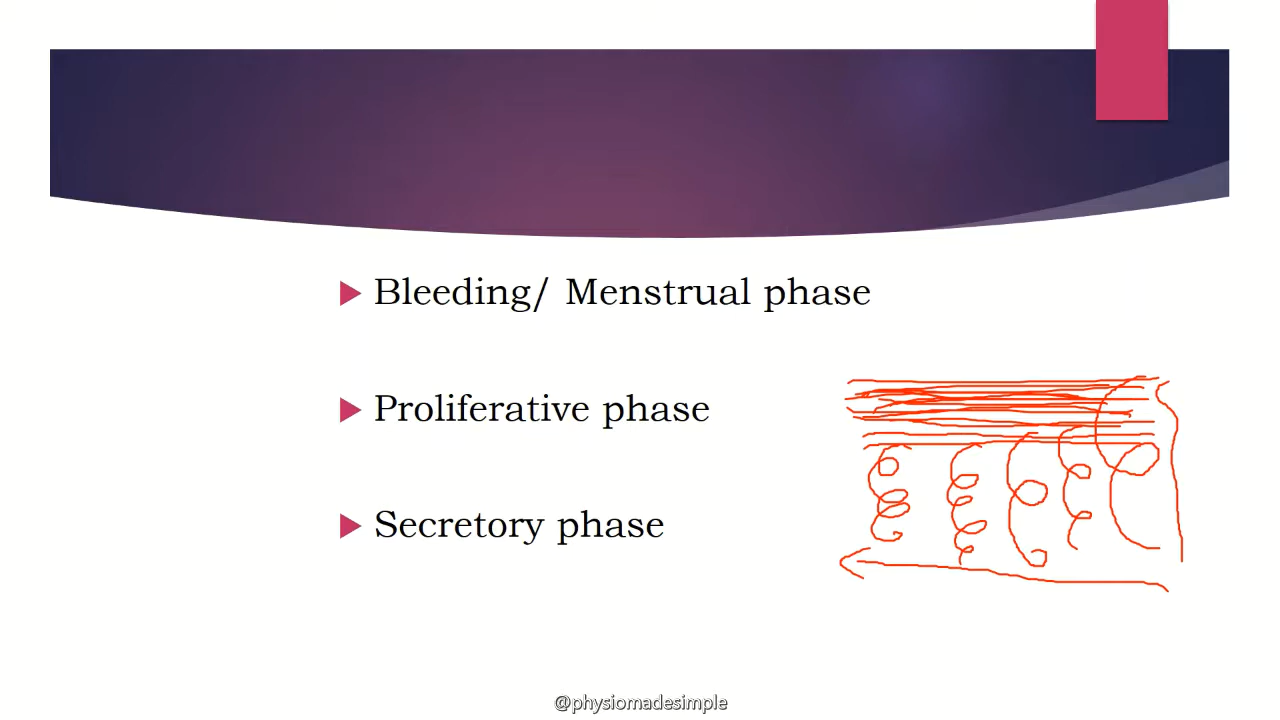 Bleeding/ Menstrual phase
Proliferative phase
Secretory phase
@physiomadesimple